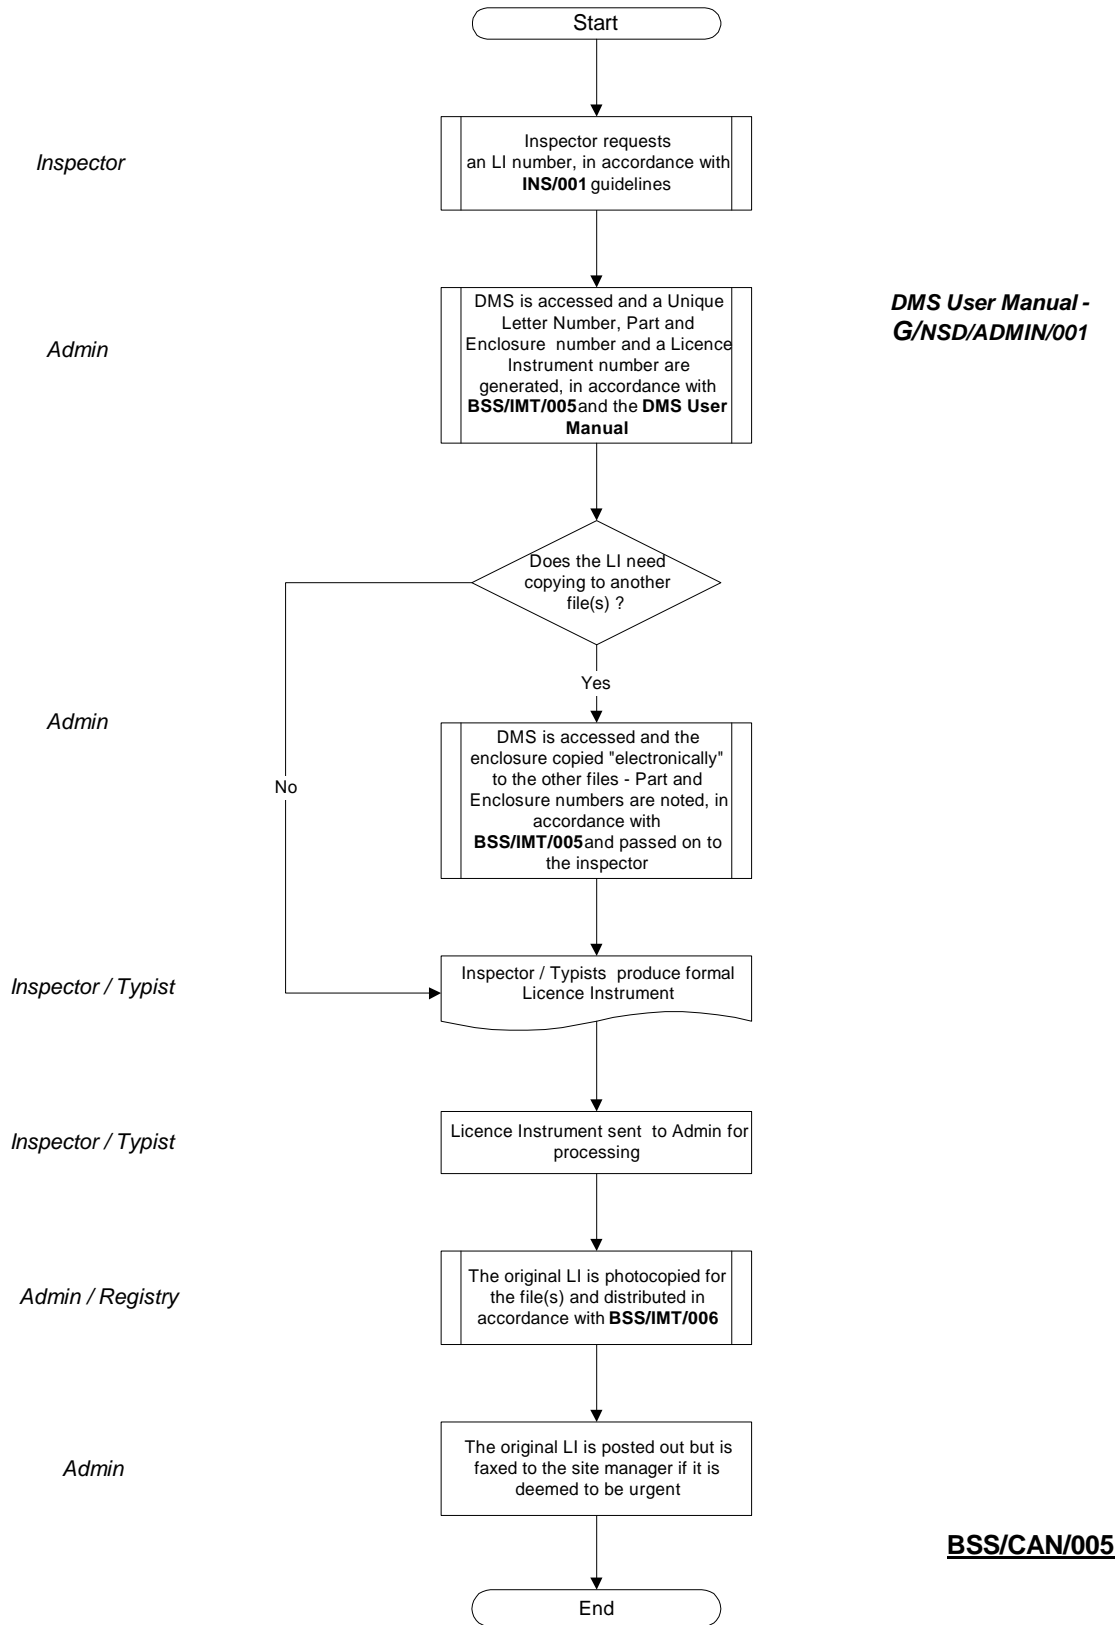 Start
Inspector
Inspector requests
an LI number, in accordance with
INS/001 guidelines
Admin
DMS is accessed and a Unique
Letter Number, Part and
Enclosure number and a Licence
Instrument number are
generated, in accordance with
BSS/IMT/005 and the DMS User
Manual
DMS User Manual -
G/NSD/ADMIN/001
Does the LI need
copying to another
file(s) ?
Yes
No
Admin
DMS is accessed and the
enclosure copied "electronically"
to the other files - Part and
Enclosure numbers are noted, in
accordance with
BSS/IMT/005 and passed on to
the inspector
Inspector / Typist
Inspector / Typists produce formal
Licence Instrument
Inspector / Typist
Licence Instrument sent to Admin for
processing
Admin / Registry
The original LI is photocopied for
the file(s) and distributed in
accordance with BSS/IMT/006
Admin
The original LI is posted out but is
faxed to the site manager if it is
deemed to be urgent
BSS/CAN/005
End